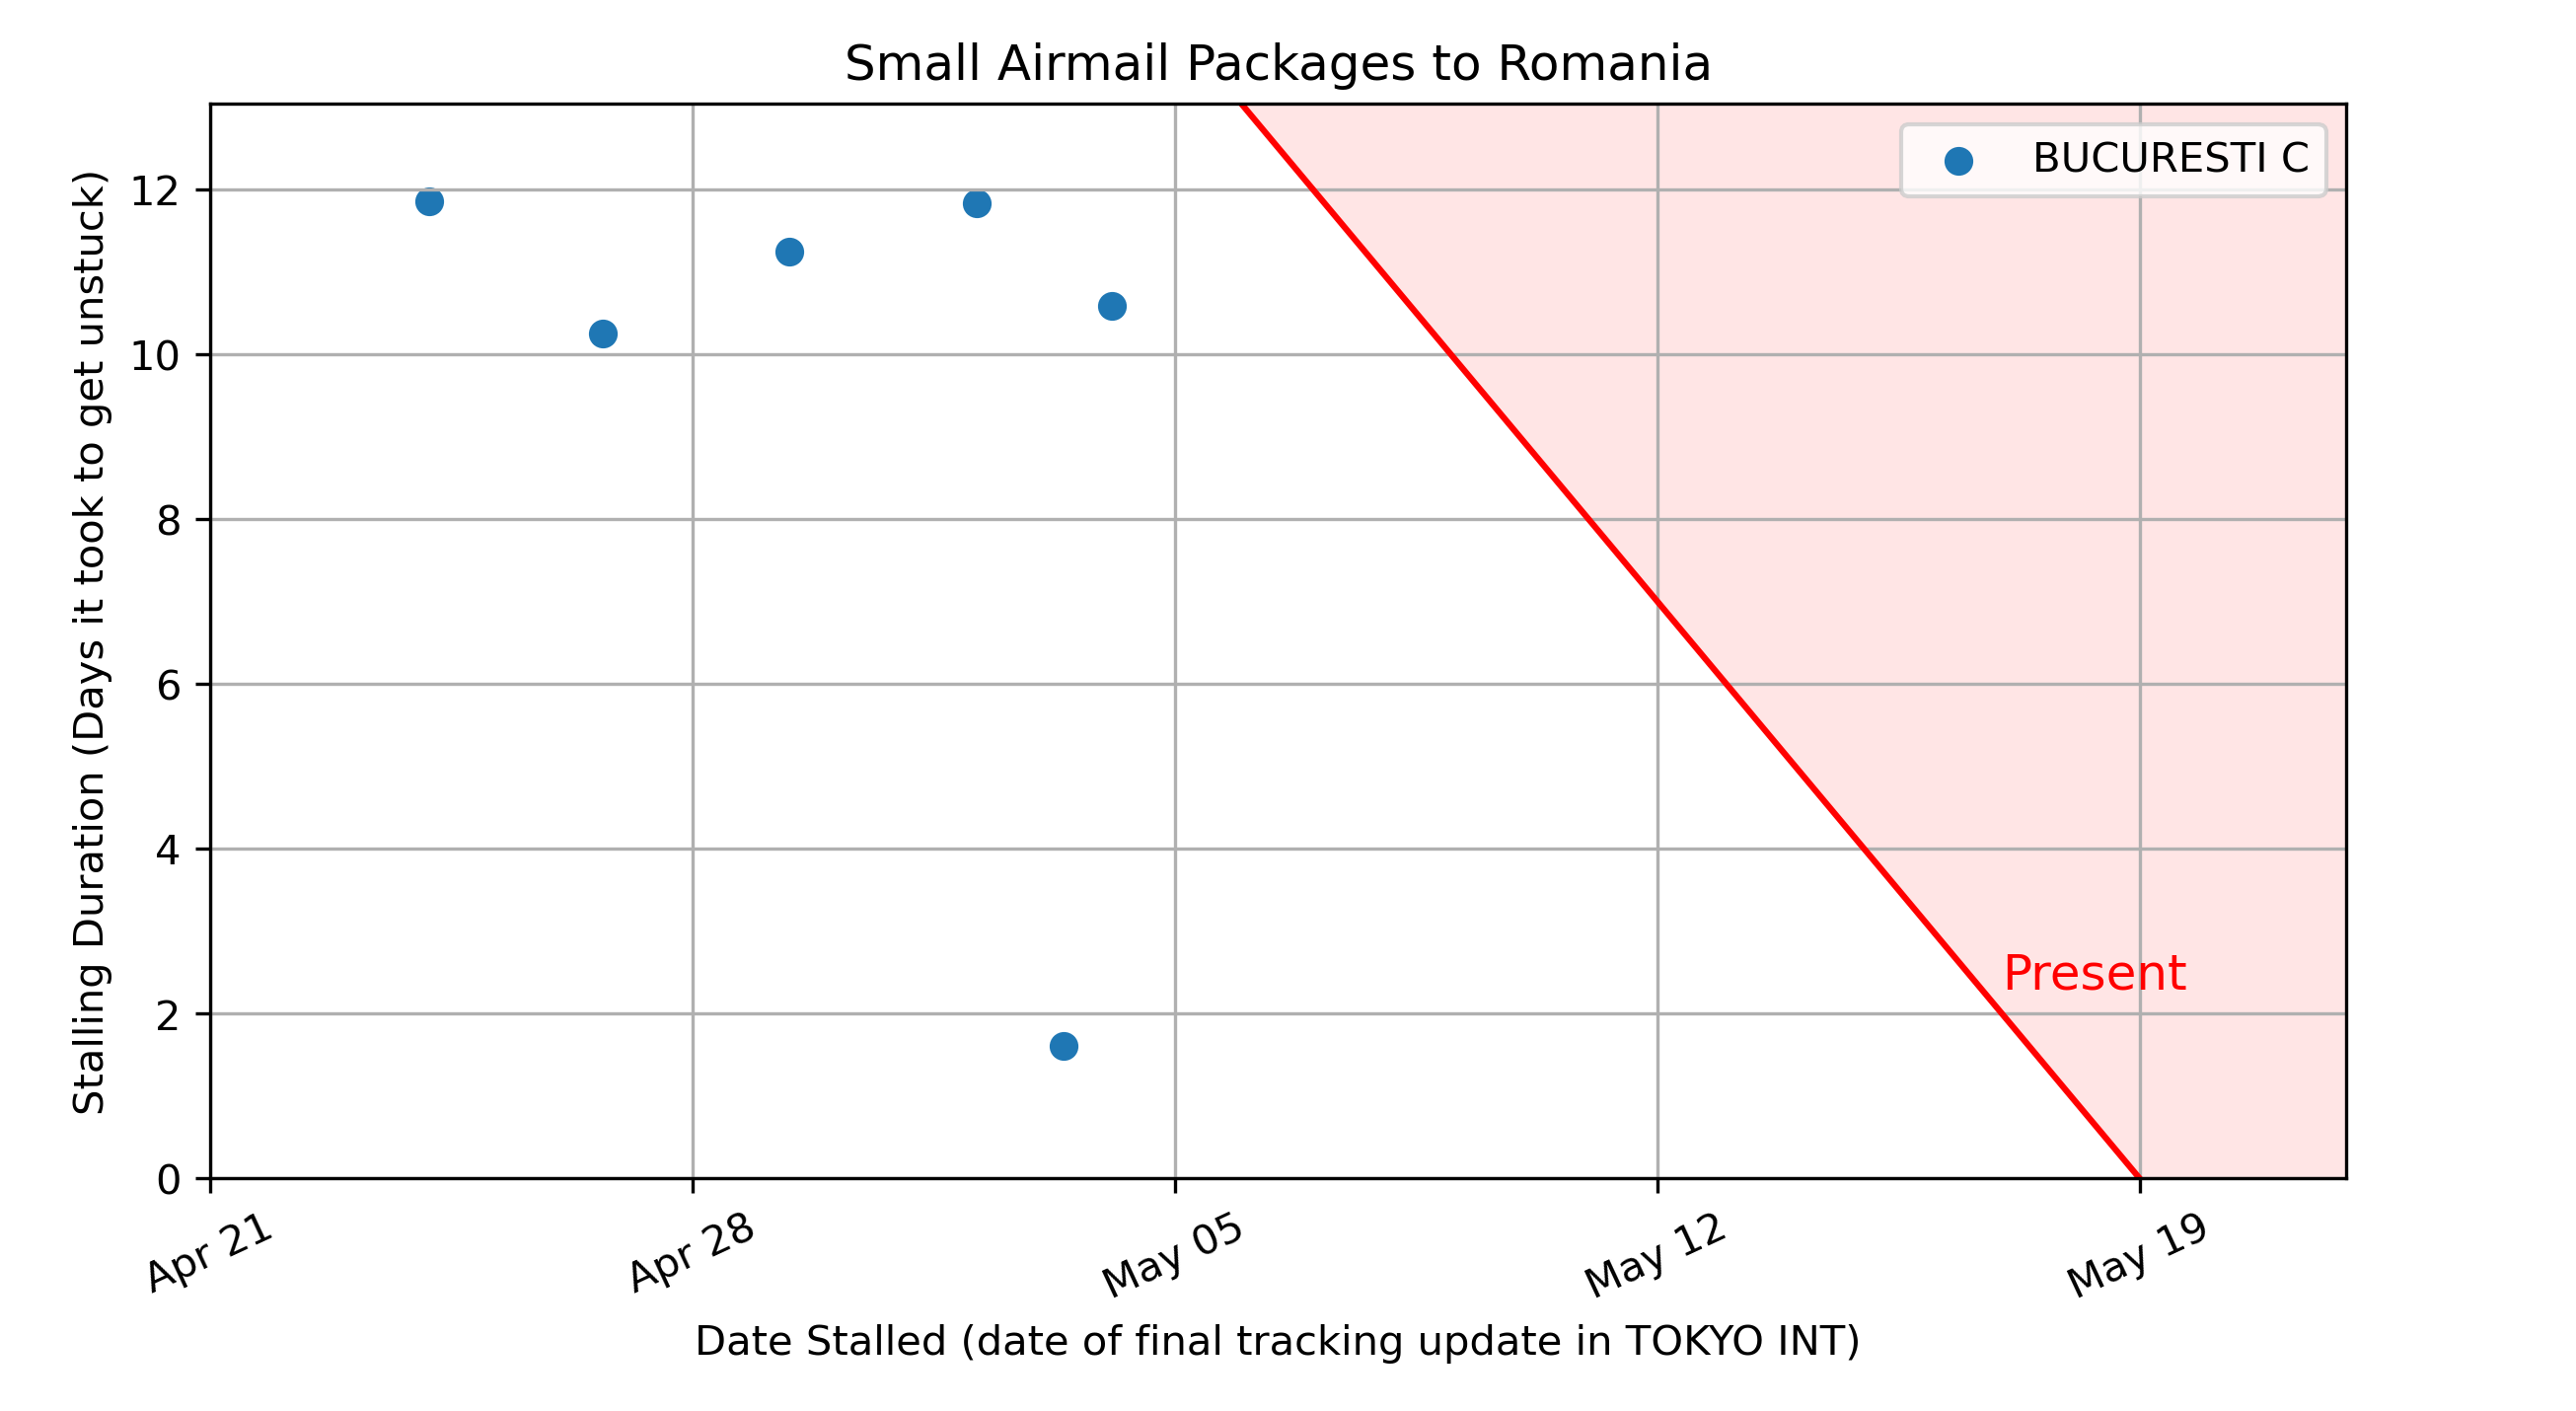 Small Airmail Packages to Romania
BUCURESTI C
Stalling Duration (Days it took to get unstuck)
12
10
8
6
4
2
0
Present
Apr 21
Apr 28
May 05
May 12
May 19
Date Stalled (date of final tracking update in TOKYO INT)